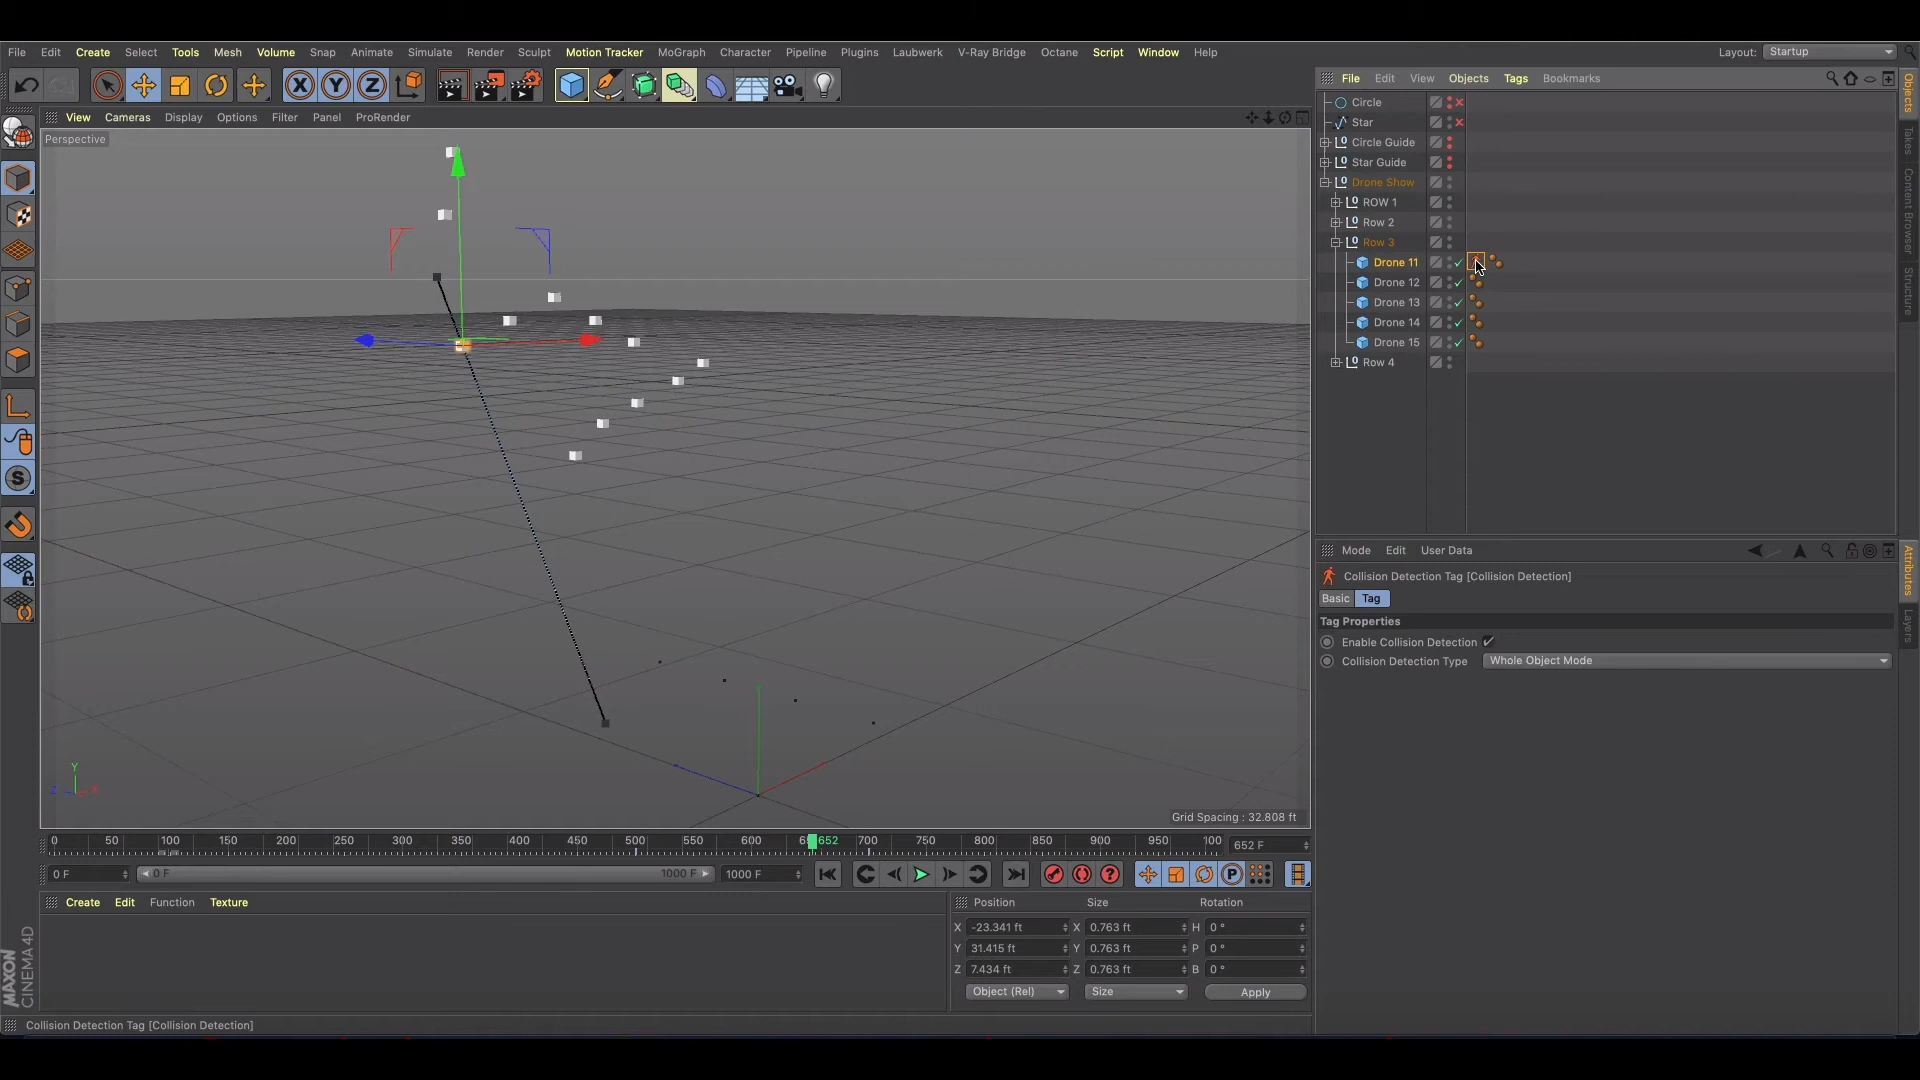 File Edit Create Select Tools Mesh Volume Snap Animate Simulate Render Sculpt Motion Tracker MoGraph Character Pipeline Plugins Laubwerk V-Ray Bridge Octane Script Window Help Layout: Startup
File Edit View Objects Tags Bookmarks
View Cameras Display Options Filter Panel ProRender
Perspective
Circle
Star
Circle Guide
Star Guide
Drone Show
ROW 1
Row 2
Row 3
Drone 11
Drone 12
Drone 13
Drone 14
Drone 15
Row 4
Objects
Takes
Content Browser
Structure
Mode Edit User Data
Collision Detection Tag [Collision Detection]
Basic Tag
Tag Properties
Enable Collision Detection
Collision Detection Type Whole Object Mode
Attributes
Layers
Y
Z X
Grid Spacing : 32.808 ft
0 50 100 150 200 250 300 350 400 450 500 550 600 652 700 750 800 850 900 950 100 652 F
0 F 0 F 1000 F 1000 F
Create Edit Function Texture
Position Size Rotation
X -23.341 ft X 0.763 ft H 0 °
Y 31.415 ft Y 0.763 ft P 0 °
Z 7.434 ft Z 0.763 ft B 0 °
Object (Rel) Size Apply
MAXON
CINEMA 4D
Collision Detection Tag [Collision Detection]